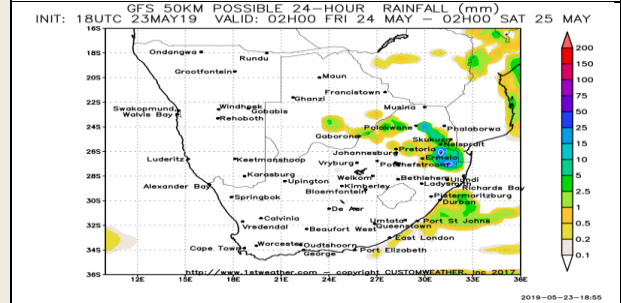 GFS 50KM POSSIBLE 24-HOUR RAINFALL (mm)
INIT: 18UTC 23MAY19 VALID: 02H00 FRI 24 MAY – 02H00 SAT 25 MAY
16S
200
Ondangwa
Rundu
18S
150
Grootfontein
Maun
20S
100
Francistown
Ghanzi
75
22S
Musina
Swakopmund
Windhoek
Gobabis
Walvis Bay
Rehoboth
50
24S
Polokwane
Phalaborwa
25
Gaborone
Skukuza
Nelspruit
15
26S
Johannesburg
Pretoria
Luderitz
Keetmanshoop
Vryburg
Potchefstroom
Ermelo
10
28S
Karasburg
Welkom
Bethlehem
Ulundi
5
Alexander Bay
Upington
Kimberley
Ladysmith
Richards Bay
Bloemfontein
2.5
Springbok
Pietermaritzburg
30S
Durban
De Aar
1
Calvinia
Umtata
Port St Johns
Vredendal
Beaufort West
Queenstown
0.5
32S
East London
0.2
Cape Town
Worcester
Oudtshoorn
34S
George
Port Elizabeth
0.1
http://www.1stweather.com – copyright CUSTOMWEATHER, Inc 2017
36S
12E 15E 18E 21E 24E 27E 30E 33E 36E
2019-05-23-18:55